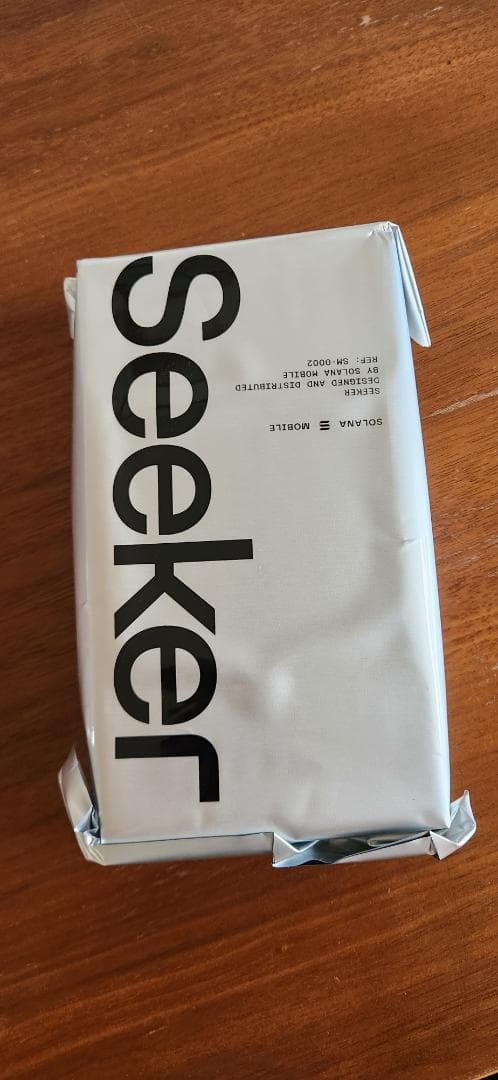 Seeker
SOLANA MOBILE
SEEKER
DESIGNED AND DISTRIBUTED
BY SOLANA MOBILE
REF: SM-0002